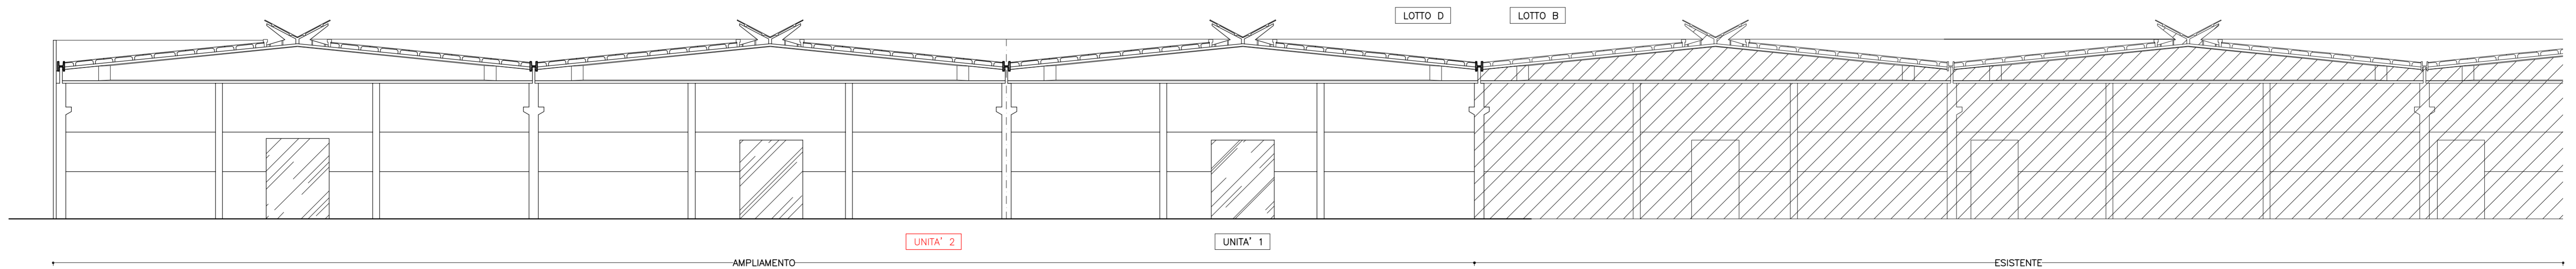 LOTTO D LOTTO B
UNITA' 2 UNITA' 1
AMPLIAMENTO ESISTENTE